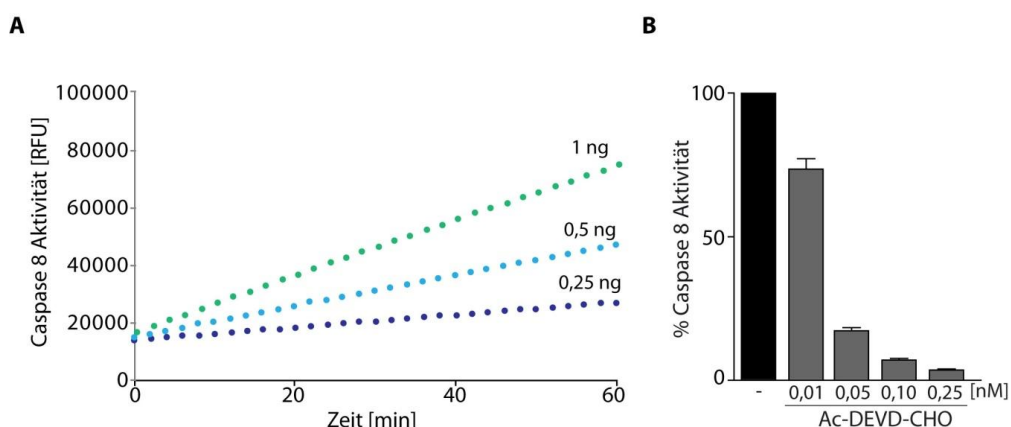 A
Caspase 8 Aktivität [RFU]
100000
80000
60000
40000
20000
0
1 ng
0,5 ng
0,25 ng
0
20
40
60
Zeit [min]
B
% Caspase 8 Aktivität
100
50
0
- 0,01 0,05 0,10 0,25 [nM]
Ac-DEVD-CHO